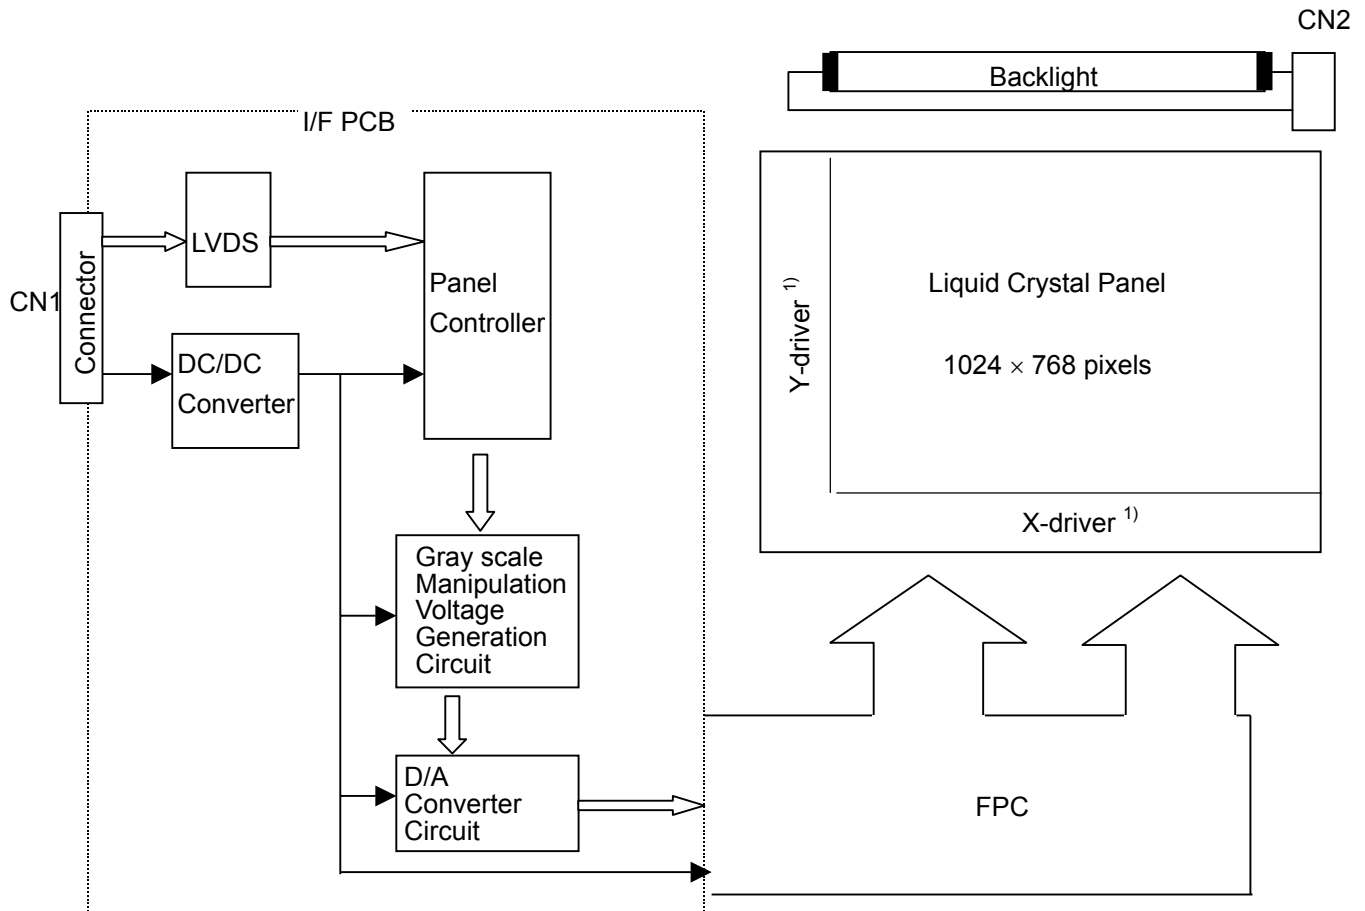 CN2
Backlight
I/F PCB
LVDS
Panel
Controller
CN1
Connector
DC/DC
Converter
Liquid Crystal Panel
1024 × 768 pixels
Y-driver 1)
X-driver 1)
Gray scale
Manipulation
Voltage
Generation
Circuit
D/A
Converter
Circuit
FPC